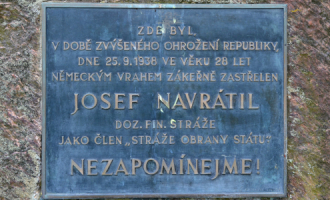 ZDE BYL
V DOBĚ ZVÝŠENÉHO OHROŽENÍ REPUBLIKY
DNE 25.9.1938 VE VĚKU 28 LET
NĚMECKÝM VRAHEM ZÁKEŘNĚ ZASTŘELEN
JOSEF NAVRÁTIL
DOZ. FIN. STRÁŽE
JAKO ČLEN „STRÁŽE OBRANY STÁTU"
NEZAPOMÍNEJME!